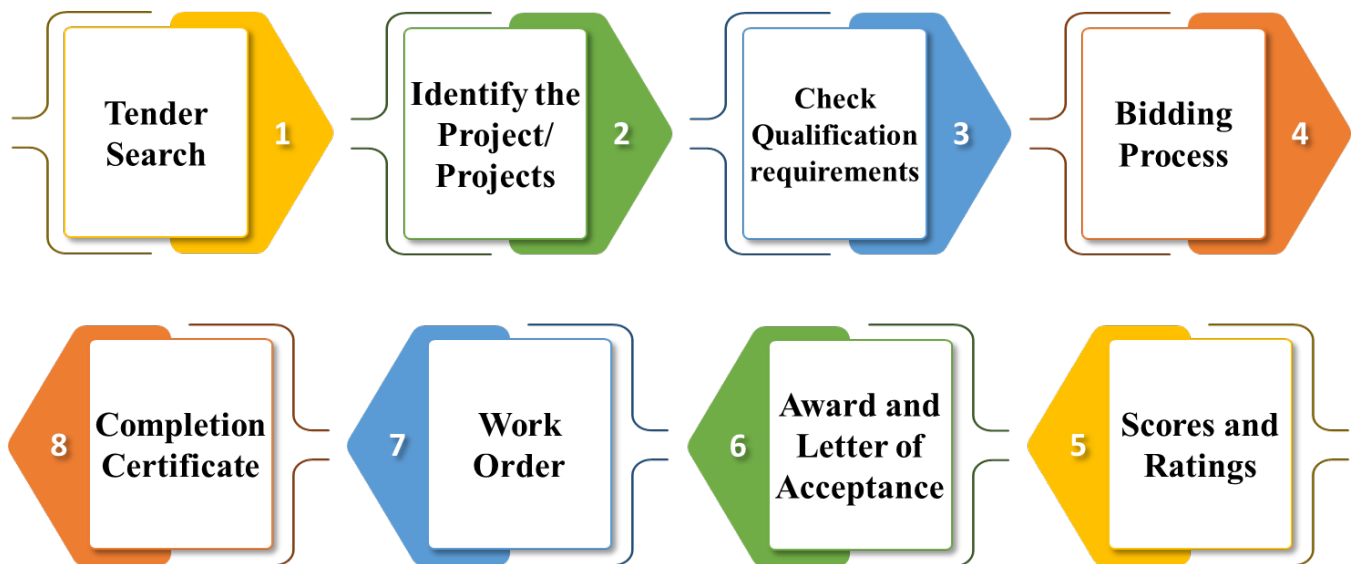 Tender
Search
1
Identify the
Project/
Projects
2
Check
Qualification
requirements
3
Bidding
Process
4
Scores and
Ratings
5
Award and
Letter of
Acceptance
6
Work
Order
7
Completion
Certificate
8